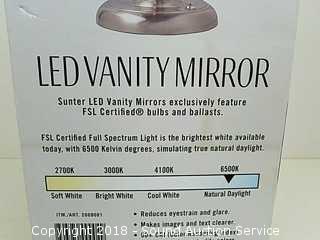 LED VANITY MIRROR
Sunter LED Vanity Mirrors exclusively feature
FSL Certified® bulbs and ballasts.
FSL Certified Full Spectrum Light is the brightest white available
today, with 6500 Kelvin degrees, simulating true natural daylight.
2700K 3000K 4100K 6500K
Soft White Bright White Cool White Natural Daylight
ITM./ART.
• Reduces eyestrain and glare.
• Makes images and text clearer.
Copyright 2018 - Sound Auction Service